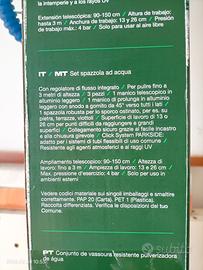 la intemperie y a los rayos UV
Extensión telescópica: 90-150 cm / Altura de trabajo:
hasta 3 m / Anchura de trabajo: 13 y 26 cm / Presión
de trabajo máx.: 4 bar / Solo para usar al aire libre
IT / MT Set spazzola ad acqua
Con regolatore di flusso integrato / Per pulire fino a
3 metri di altezza / 3 pezzi / 1 manico telescopico in
alluminio leggero / 1 manico in alluminio
leggero con snodo a gomito da 45° verso tutti i lati /
1 spazzola robusta per lo sporco ostinato, per es. su
terrazze, tettoie, viottoli / Superficie di lavoro di 13 o
26 cm per punti difficili da raggiungere e grandi
superfici / Collegamento sicuro grazie al facile incastro
e alla chiusura girevole / Click System PARKSIDE:
adatto per i sistemi di tubi flessibili di uso comune /
Resistente agli agenti atmosferici e ai raggi UV
Ampliamento telescopico: 90-150 cm / Altezza di
lavoro: fino a 3 m / Altezza di lavoro: 13 e 26 cm /
Max. pressione d'esercizio: 4 bar / Solo per uso in
ambienti esterni
Vedere codici materiale sui singoli imballaggi e smaltire
correttamente. PAP 20 (Carta). PET 1 (Plastica).
Raccolta differenziata. Verifica le disposizioni del tuo
Comune.
PT Conjunto de vassoura resistente pulverizadora
de água
subito